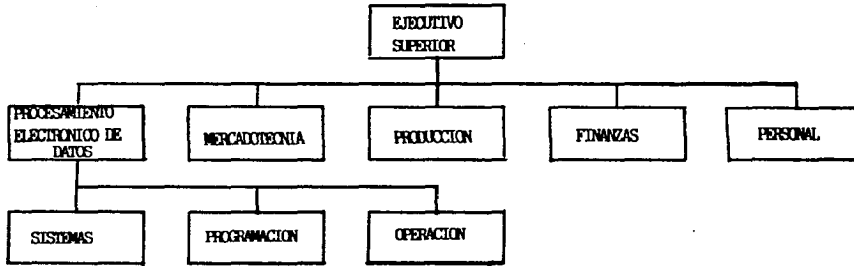 EJECUTIVO
SUPERIOR
PROCESAMIENTO
ELECTRONICO DE
DATOS
MERCADOTECNIA
PRODUCCION
FINANZAS
PERSONAL
SISTEMAS
PROGRAMACION
OPERACION